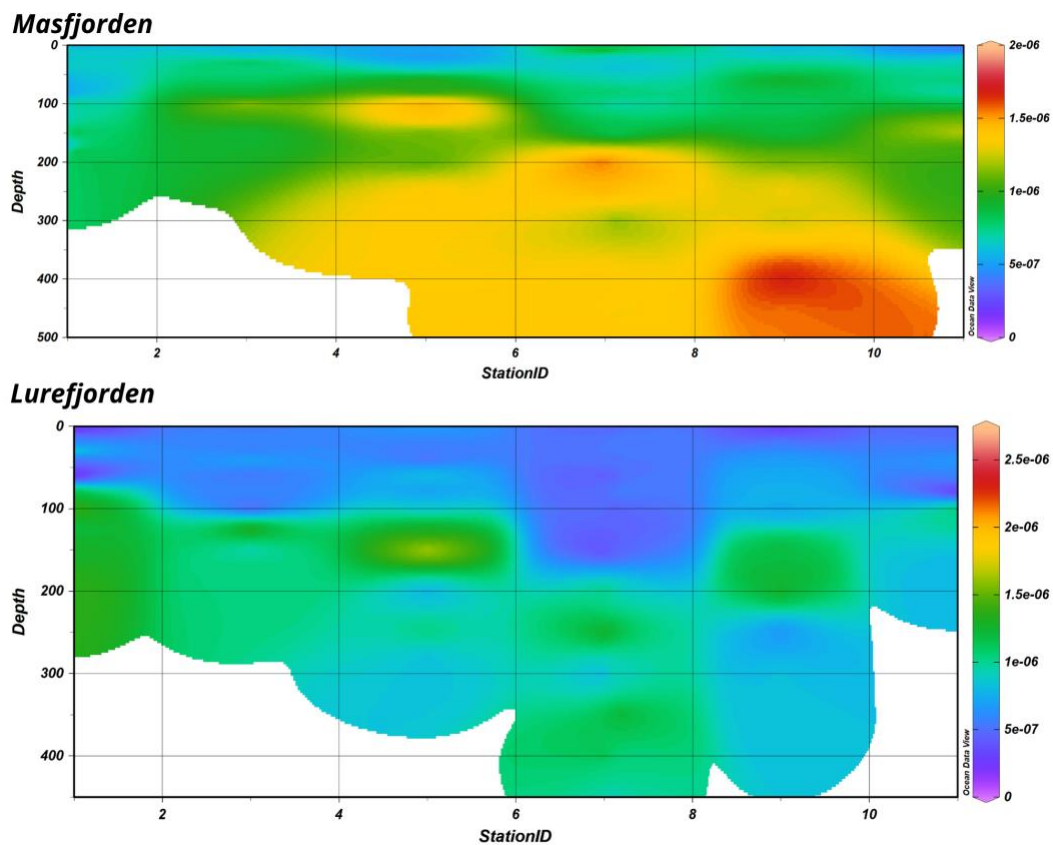 Masfjorden
0
100
200
300
400
500
Depth
2 4 6 8 10
StationID
2e-06
1.5e-06
1e-06
5e-07
0
Ocean Data View
Lurefjorden
0
100
200
300
400
Depth
2 4 6 8 10
StationID
2.5e-06
2e-06
1.5e-06
1e-06
5e-07
0
Ocean Data View